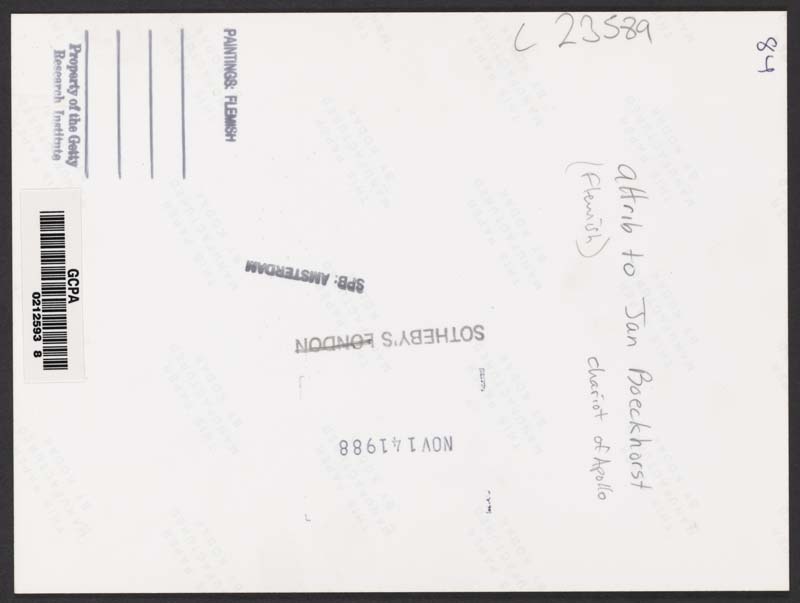 C 23589
84
attrib to Jan Boeckhorst
(Flemish)
chariot of Apollo
PAINTINGS: FLEMISH
Property of the Getty
Research Institute
GCPA
0212593 8
SPB: AMSTERDAM
SOTHEBY'S LONDON
NOV 14 1988